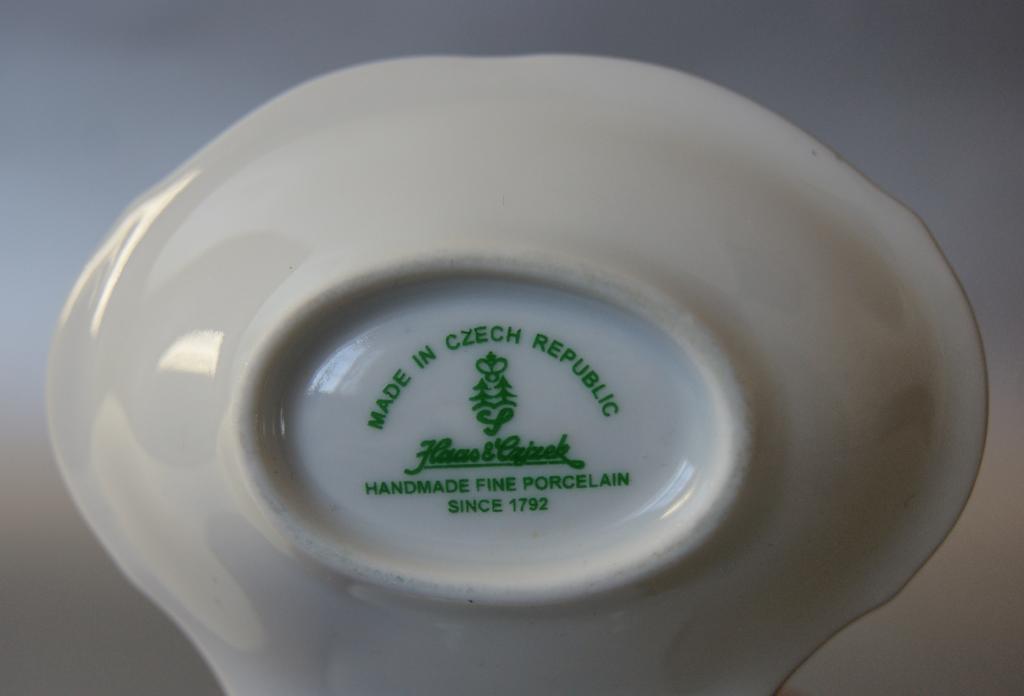 MADE IN CZECH REPUBLIC
Haas & Czjzek
HANDMADE FINE PORCELAIN
SINCE 1792